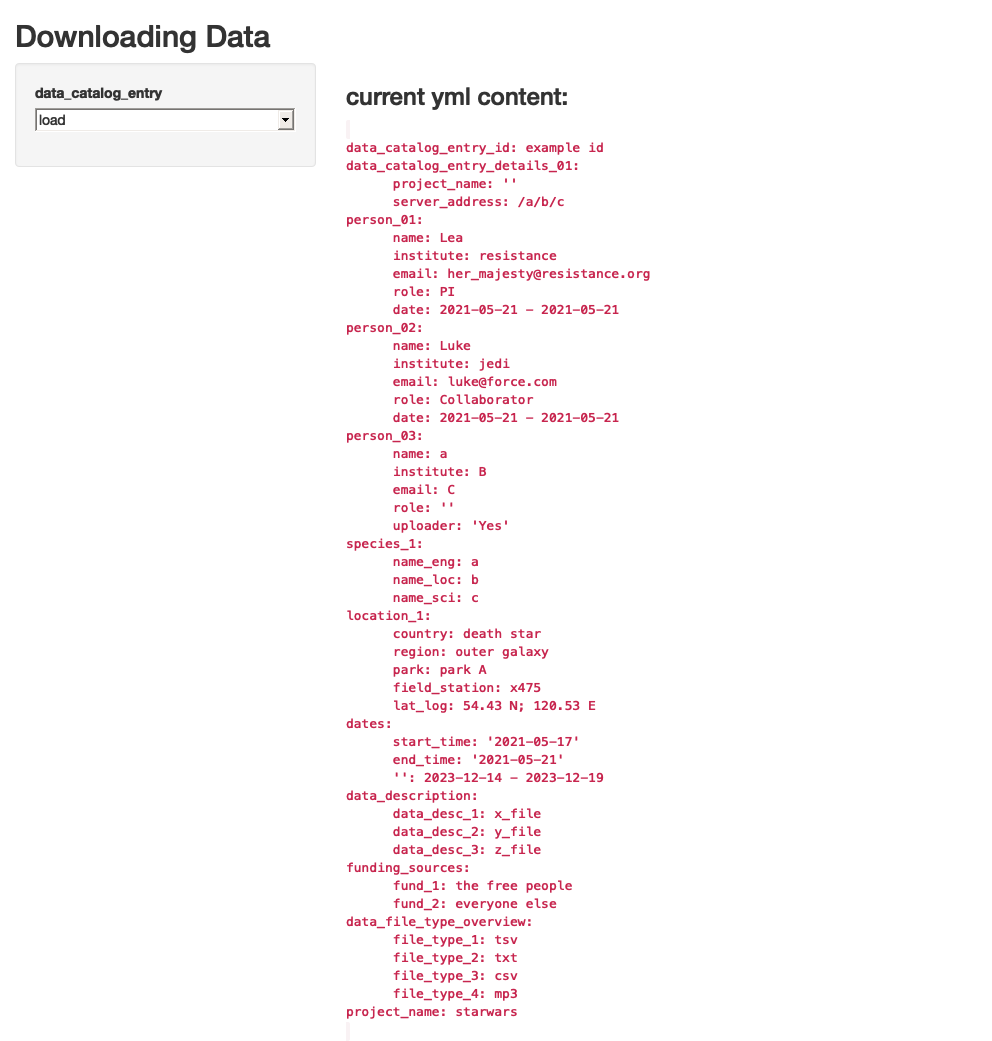 Downloading Data
data_catalog_entry
load
current yml content:
data_catalog_entry_id: example id
data_catalog_entry_details_01:
project_name: ''
server_address: /a/b/c
person_01:
name: Lea
institute: resistance
email: her_majesty@resistance.org
role: PI
date: 2021-05-21 - 2021-05-21
person_02:
name: Luke
institute: jedi
email: luke@force.com
role: Collaborator
date: 2021-05-21 - 2021-05-21
person_03:
name: a
institute: B
email: C
role: ''
uploader: 'Yes'
species_1:
name_eng: a
name_loc: b
name_sci: c
location_1:
country: death star
region: outer galaxy
park: park A
field_station: x475
lat_log: 54.43 N; 120.53 E
dates:
start_time: '2021-05-17'
end_time: '2021-05-21'
'': 2023-12-14 - 2023-12-19
data_description:
data_desc_1: x_file
data_desc_2: y_file
data_desc_3: z_file
funding_sources:
fund_1: the free people
fund_2: everyone else
data_file_type_overview:
file_type_1: tsv
file_type_2: txt
file_type_3: csv
file_type_4: mp3
project_name: starwars